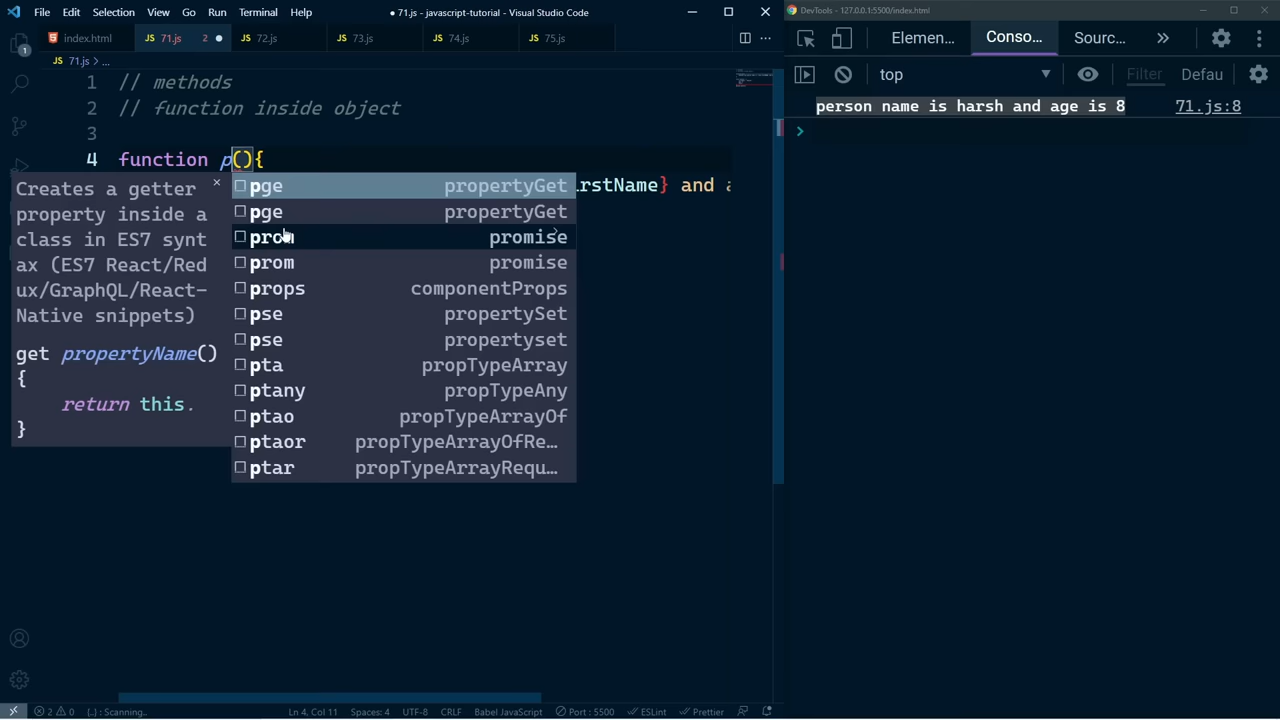 File Edit Selection View Go Run Terminal Help
● 71.js - javascript-tutorial - Visual Studio Code
DevTools - 127.0.0.1:5500/index.html
index.html
JS 71.js 2 ●
JS 72.js
JS 73.js
JS 74.js
JS 75.js
JS 71.js > ...
Elemen...
Conso...
Sourc...
top
Filter
Defau
person name is harsh and age is 8
71.js:8
1 // methods
2 // function inside object
3
4 function p(){
irstName} and a
Creates a getter
property inside a
class in ES7 synt
ax (ES7 React/Red
ux/GraphQL/React-
Native snippets)
get propertyName()
{
return this.
}
pge propertyGet
pge propertyGet
prom promise
prom promise
props componentProps
pse propertySet
pse propertyset
pta propTypeArray
ptany propTypeAny
ptao propTypeArrayOf
ptaor propTypeArrayOfRe...
ptar propTypeArrayRequ...
1
2 0
{..} : Scanning..
Ln 4, Col 11
Spaces: 4
UTF-8
CRLF
Babel JavaScript
Port : 5500
ESLint
Prettier